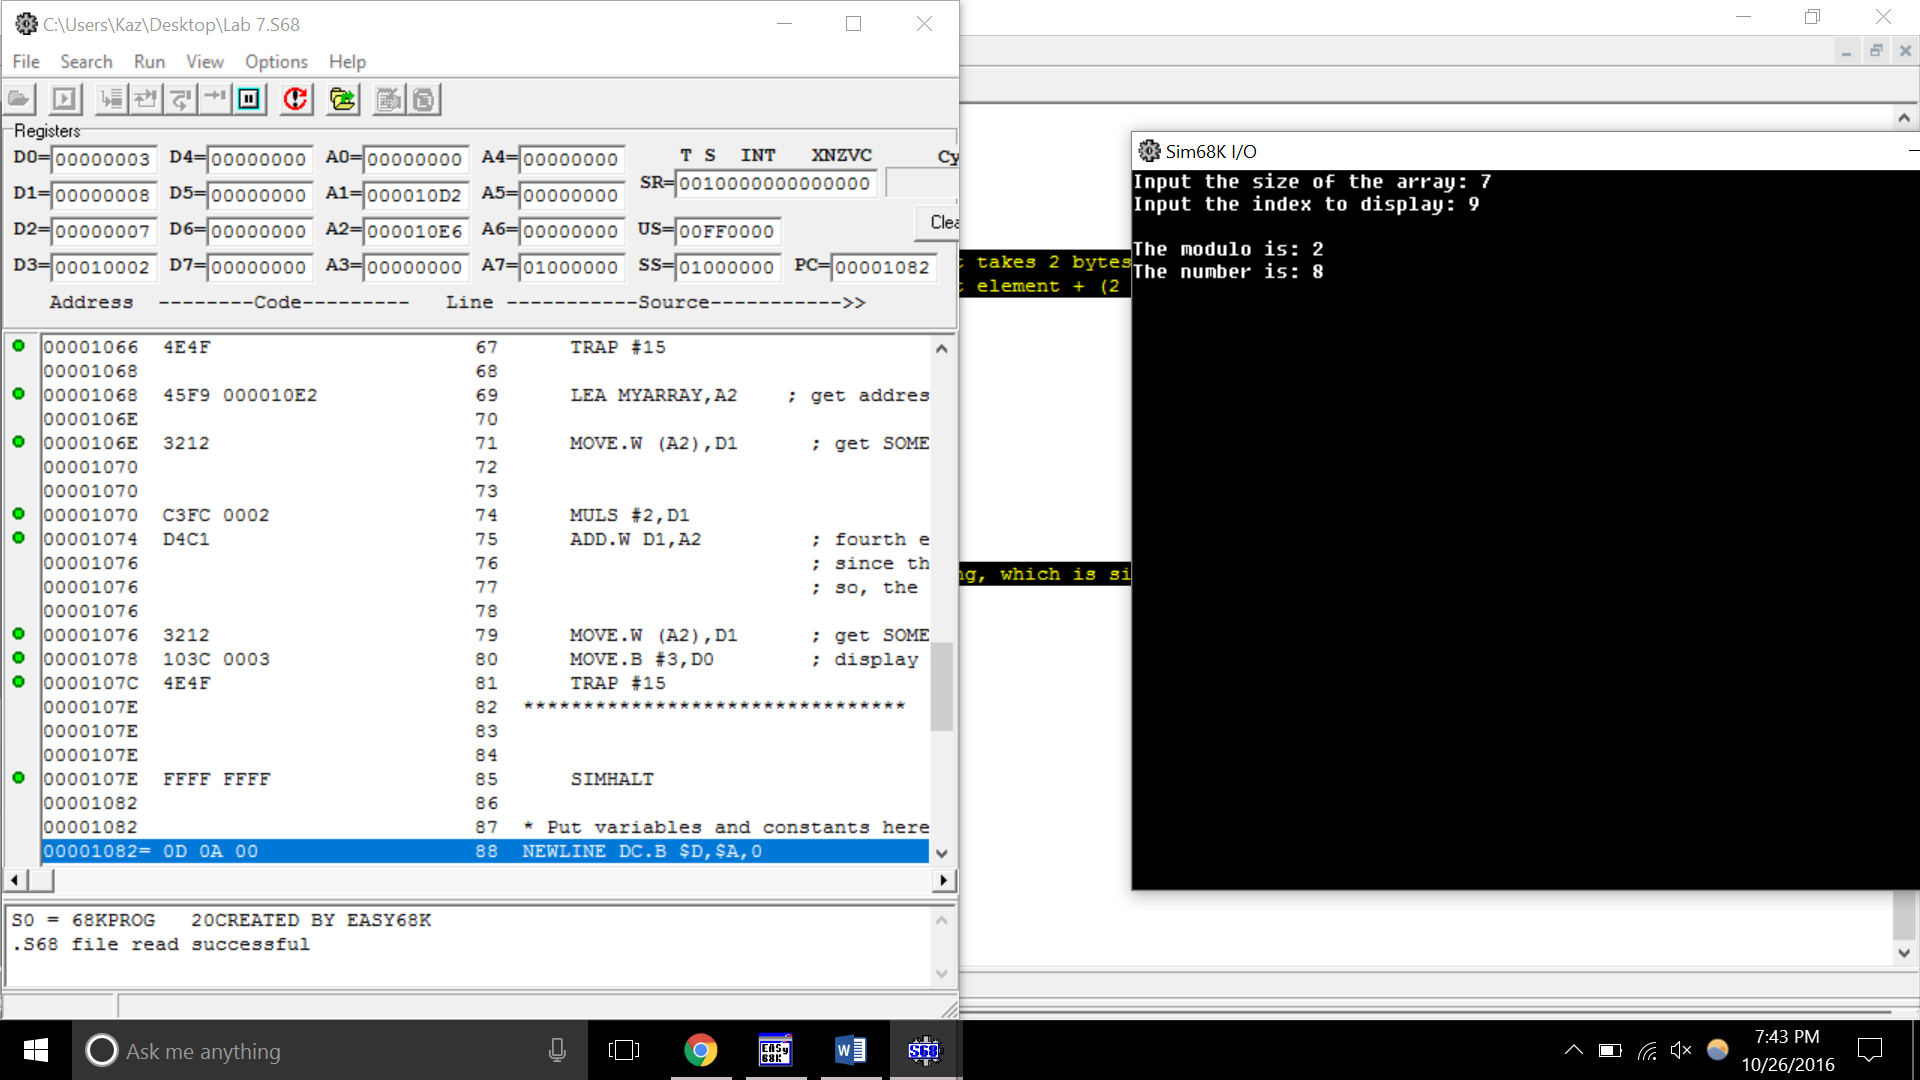 C:\Users\Kaz\Desktop\Lab 7.S68
File Search Run View Options Help
Registers
D0= 00000003 D4= 00000000 A0= 00000000 A4= 00000000 T S INT XNZVC Cy
SR= 0010000000000000
D1= 00000008 D5= 00000000 A1= 000010D2 A5= 00000000
D2= 00000007 D6= 00000000 A2= 000010E6 A6= 00000000 US= 00FF0000 Clea
D3= 00010002 D7= 00000000 A3= 00000000 A7= 01000000 SS= 01000000 PC= 00001082
Address --------Code--------- Line -----------Source----------->>
00001066 4E4F 67 TRAP #15
00001068 68
00001068 45F9 000010E2 69 LEA MYARRAY,A2 ; get addres
0000106E 70
0000106E 3212 71 MOVE.W (A2),D1 ; get SOME
00001070 72
00001070 73
00001070 C3FC 0002 74 MULS #2,D1
00001074 D4C1 75 ADD.W D1,A2 ; fourth e
00001076 76 ; since th
00001076 77 ; so, the
00001076 78
00001076 3212 79 MOVE.W (A2),D1 ; get SOME
00001078 103C 0003 80 MOVE.B #3,D0 ; display
0000107C 4E4F 81 TRAP #15
0000107E 82 ********************************
0000107E 83
0000107E 84
0000107E FFFF FFFF 85 SIMHALT
00001082 86
00001082 87 * Put variables and constants here
00001082= 0D 0A 00 88 NEWLINE DC.B $D,$A,0
S0 = 68KPROG 20CREATED BY EASY68K
.S68 file read successful
t takes 2 bytes
t element + (2
ng, which is si
Sim68K I/O
Input the size of the array: 7
Input the index to display: 9
The modulo is: 2
The number is: 8
Ask me anything
EASy
68K
W
S68
7:43 PM
10/26/2016